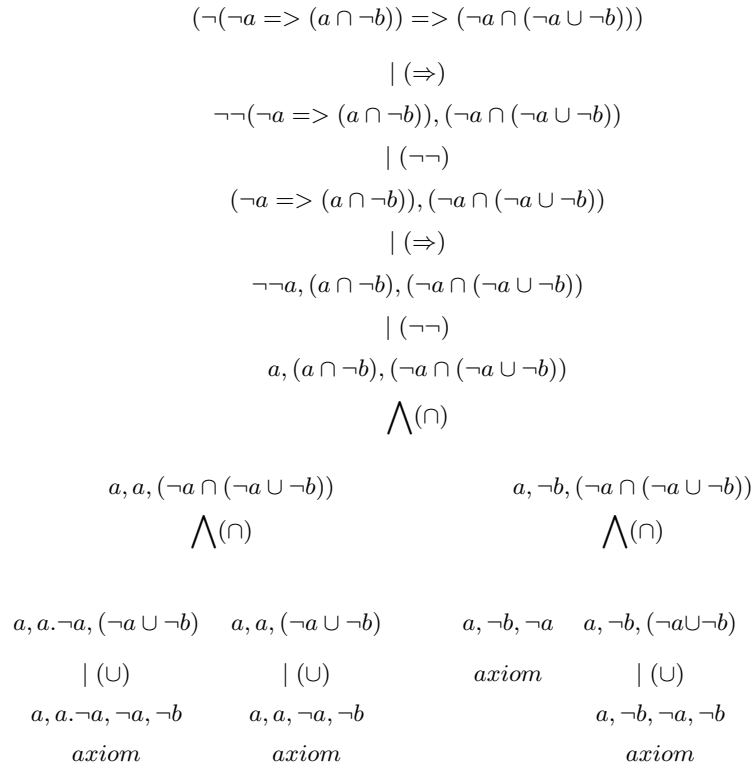 (¬(¬a => (a ∩ ¬b)) => (¬a ∩ (¬a ∪ ¬b)))
| (⇒)
¬¬(¬a => (a ∩ ¬b)), (¬a ∩ (¬a ∪ ¬b))
| (¬¬)
(¬a => (a ∩ ¬b)), (¬a ∩ (¬a ∪ ¬b))
| (⇒)
¬¬a, (a ∩ ¬b), (¬a ∩ (¬a ∪ ¬b))
| (¬¬)
a, (a ∩ ¬b), (¬a ∩ (¬a ∪ ¬b))
⋀(∩)
a, a, (¬a ∩ (¬a ∪ ¬b)) a, ¬b, (¬a ∩ (¬a ∪ ¬b))
⋀(∩) ⋀(∩)
a, a.¬a, (¬a ∪ ¬b) a, a, (¬a ∪ ¬b) a, ¬b, ¬a a, ¬b, (¬a∪¬b)
| (∪) | (∪) axiom | (∪)
a, a.¬a, ¬a, ¬b a, a, ¬a, ¬b a, ¬b, ¬a, ¬b
axiom axiom axiom